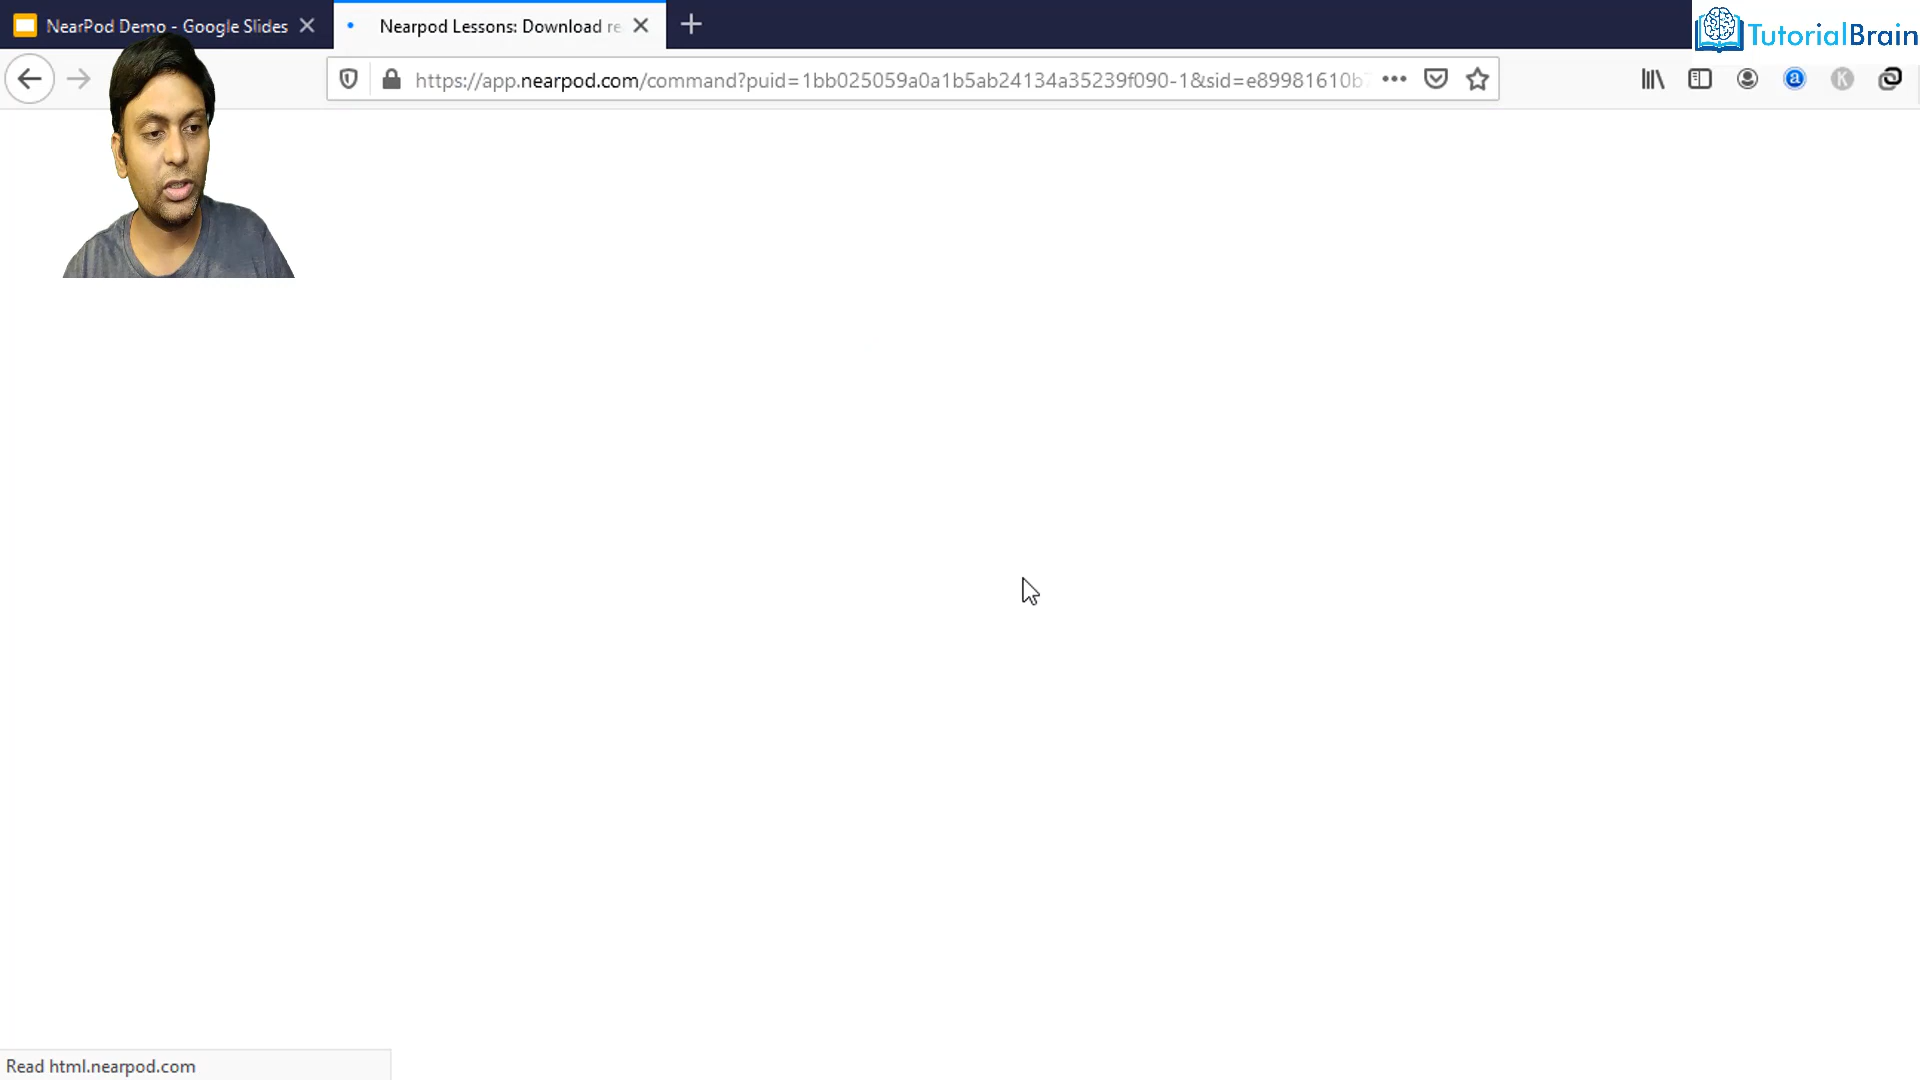 NearPod Demo - Google Slides
Nearpod Lessons: Download re
TutorialBrain
https://app.nearpod.com/command?puid=1bb025059a0a1b5ab24134a35239f090-1&sid=e89981610b
a
K
Read html.nearpod.com